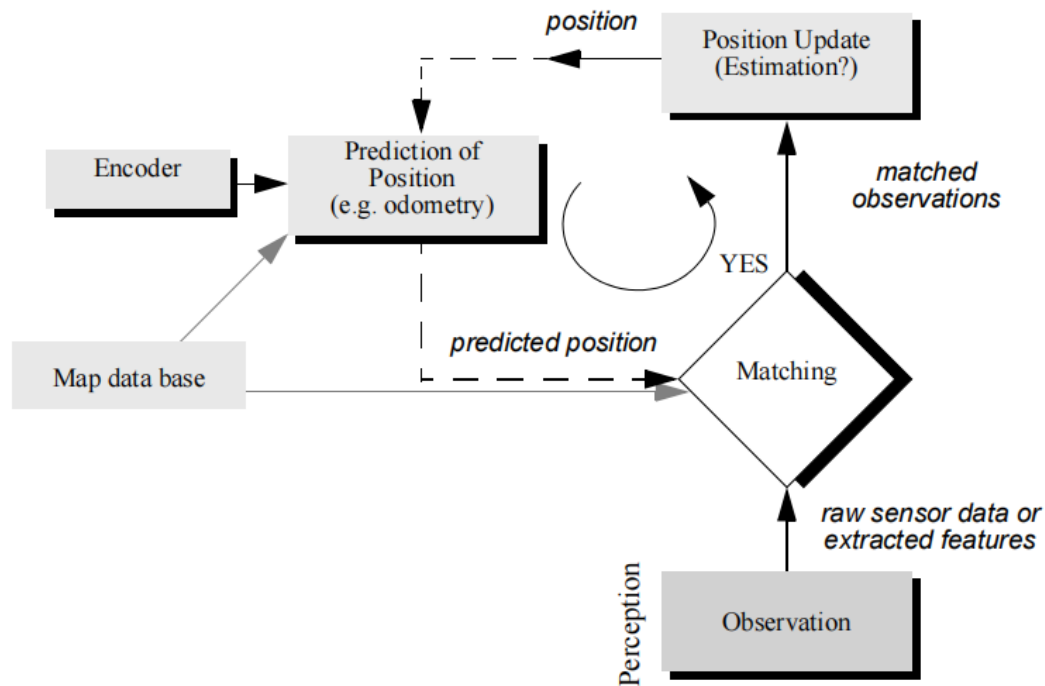 position
Position Update
(Estimation?)
Encoder
Prediction of
Position
(e.g. odometry)
matched
observations
YES
predicted position
Map data base
Matching
raw sensor data or
extracted features
Perception
Observation